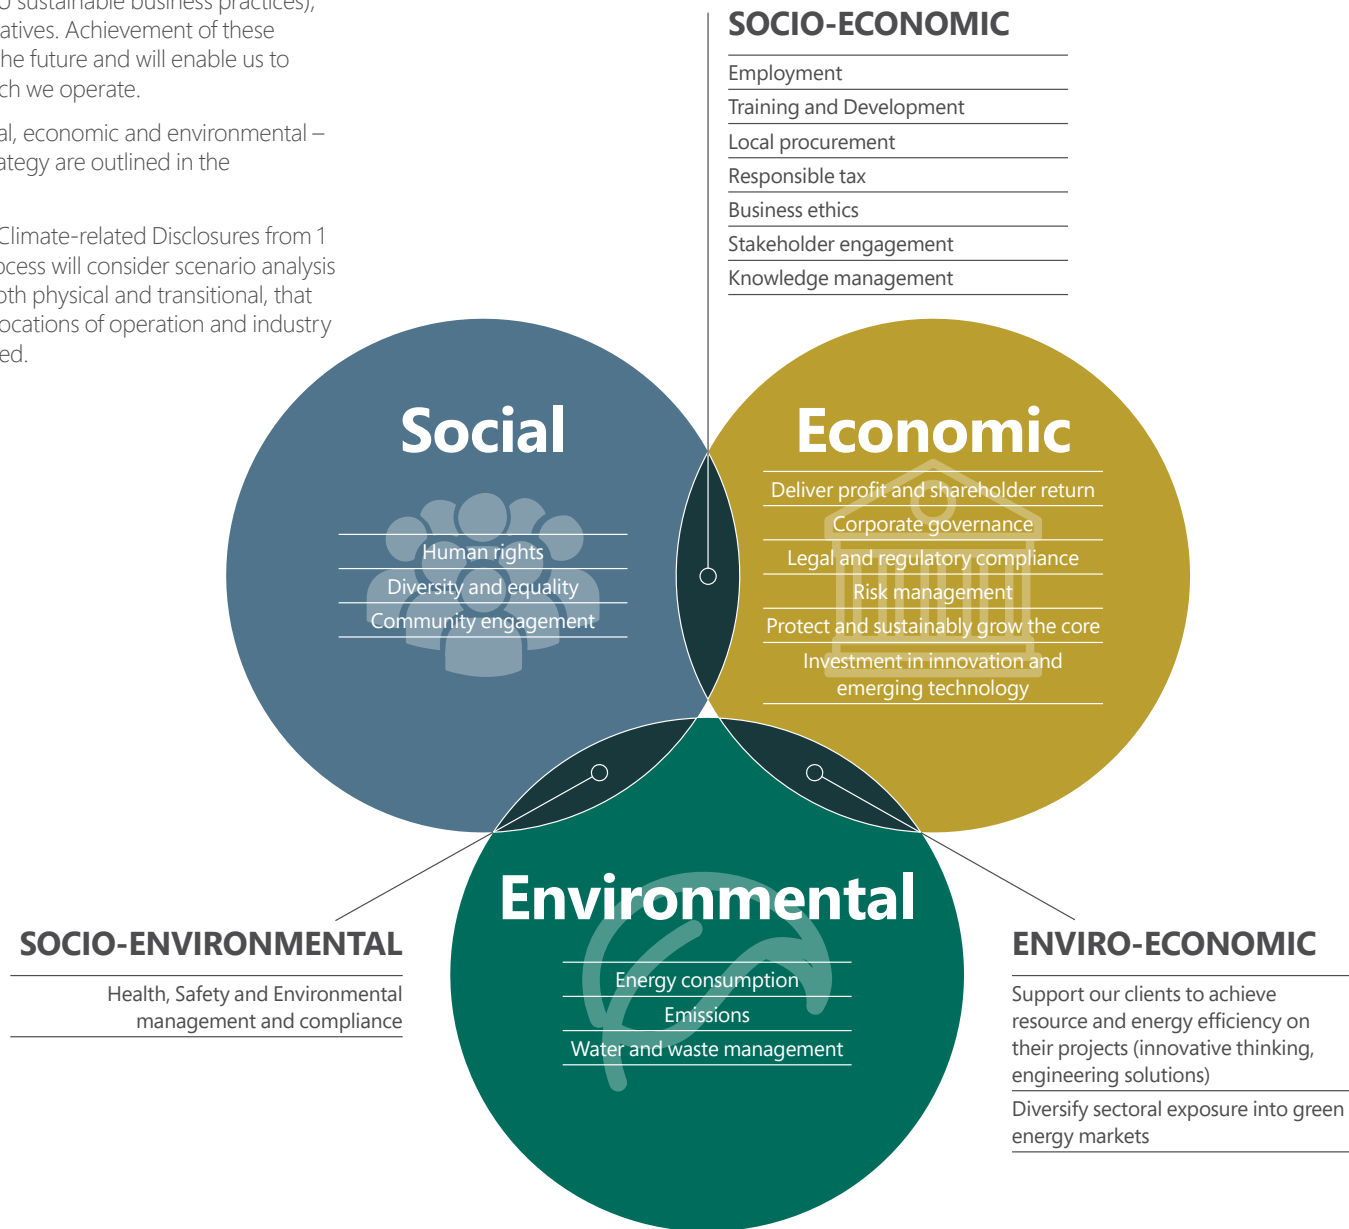 U sustainable business practices),
atives. Achievement of these
he future and will enable us to
ch we operate.
al, economic and environmental –
ategy are outlined in the
Climate-related Disclosures from 1
ocess will consider scenario analysis
oth physical and transitional, that
ocations of operation and industry
ed.
SOCIO-ECONOMIC
Employment
Training and Development
Local procurement
Responsible tax
Business ethics
Stakeholder engagement
Knowledge management
Social
Human rights
Diversity and equality
Community engagement
Economic
Deliver profit and shareholder return
Corporate governance
Legal and regulatory compliance
Risk management
Protect and sustainably grow the core
Investment in innovation and
emerging technology
Environmental
Energy consumption
Emissions
Water and waste management
SOCIO-ENVIRONMENTAL
Health, Safety and Environmental
management and compliance
ENVIRO-ECONOMIC
Support our clients to achieve
resource and energy efficiency on
their projects (innovative thinking,
engineering solutions)
Diversify sectoral exposure into green
energy markets